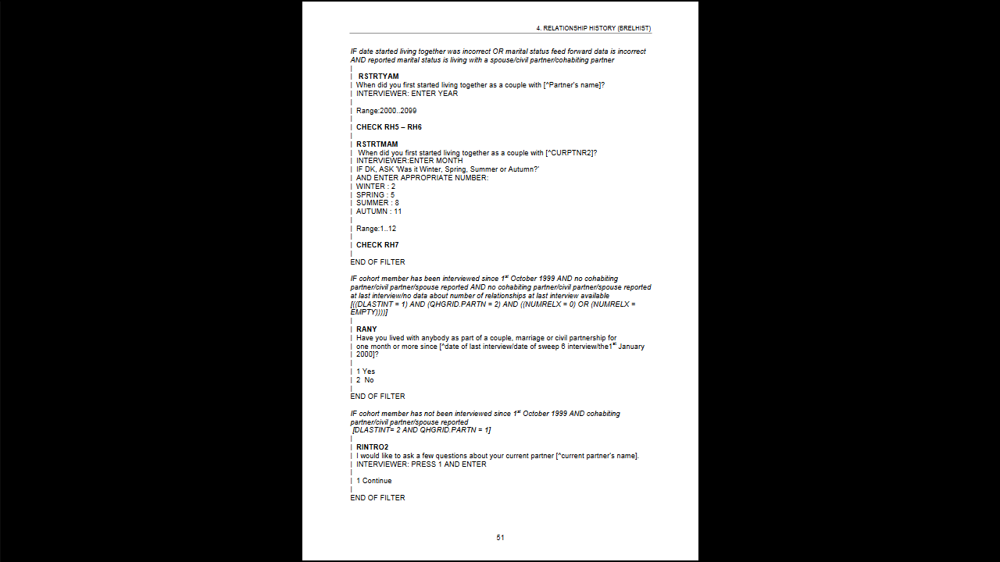 4. RELATIONSHIP HISTORY (BRELHIST)
IF date started living together was incorrect OR marital status feed forward data is incorrect
AND reported marital status is living with a spouse/civil partner/cohabiting partner
|
| RSTRTYAM
| When did you first started living together as a couple with [^Partner's name]?
| INTERVIEWER: ENTER YEAR
|
| Range:2000..2099
|
| CHECK RH5 – RH6
|
| RSTRTMAM
| When did you first started living together as a couple with [^CURPTNR2]?
| INTERVIEWER:ENTER MONTH
| IF DK, ASK 'Was it Winter, Spring, Summer or Autumn?'
| AND ENTER APPROPRIATE NUMBER:
| WINTER : 2
| SPRING : 5
| SUMMER : 8
| AUTUMN : 11
|
| Range:1..12
|
| CHECK RH7
|
END OF FILTER
IF cohort member has been interviewed since 1st October 1999 AND no cohabiting
partner/civil partner/spouse reported AND no cohabiting partner/civil partner/spouse reported
at last interview/no data about number of relationships at last interview available
[((DLASTINT = 1) AND (QHGRID.PARTN = 2) AND ((NUMRELX = 0) OR (NUMRELX =
EMPTY))))]
|
| RANY
| Have you lived with anybody as part of a couple, marriage or civil partnership for
| one month or more since [^date of last interview/date of sweep 6 interview/the1st January
| 2000]?
|
| 1 Yes
| 2 No
|
END OF FILTER
IF cohort member has not been interviewed since 1st October 1999 AND cohabiting
partner/civil partner/spouse reported
[DLASTINT= 2 AND QHGRID.PARTN = 1]
|
| RINTRO2
| I would like to ask a few questions about your current partner [^current partner's name].
| INTERVIEWER: PRESS 1 AND ENTER
|
| 1 Continue
|
END OF FILTER
51